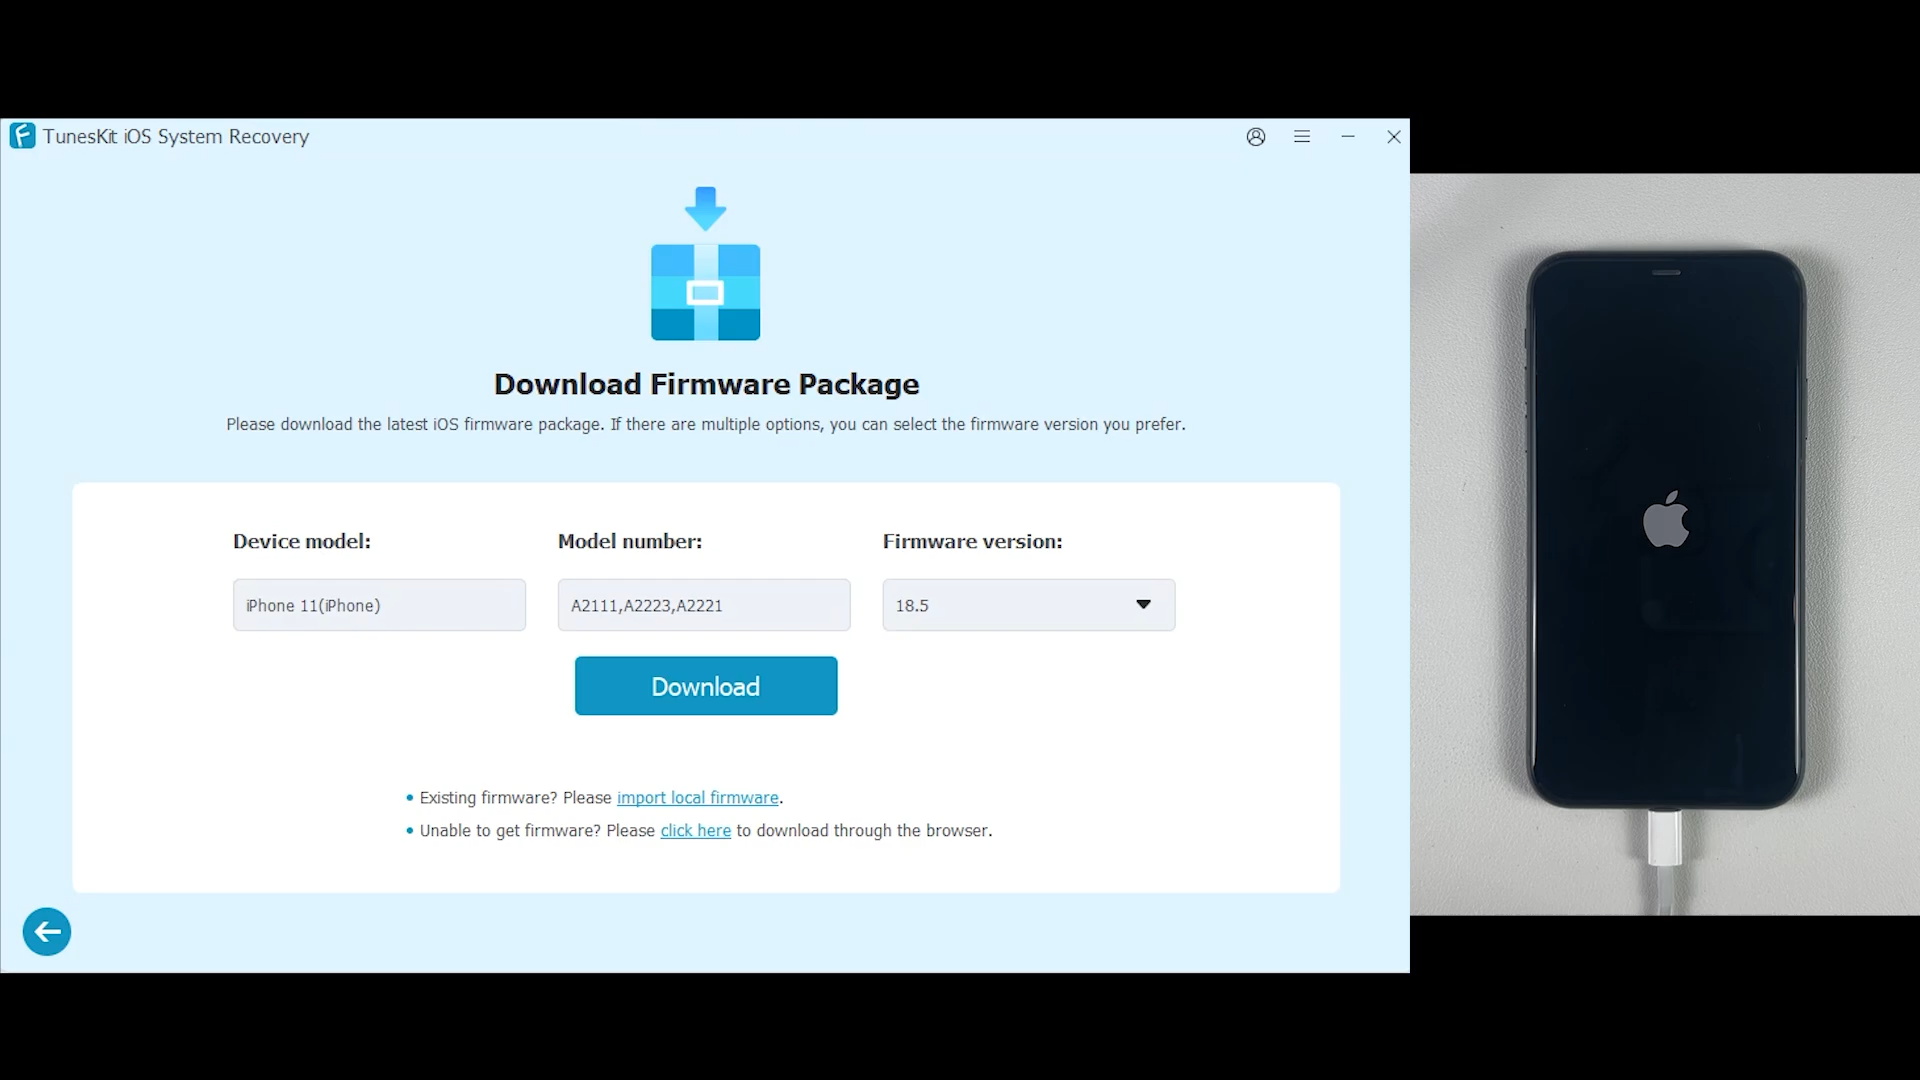 TunesKit iOS System Recovery
Download Firmware Package
Please download the latest iOS firmware package. If there are multiple options, you can select the firmware version you prefer.
Device model:
Model number:
Firmware version:
iPhone 11(iPhone)
A2111,A2223,A2221
18.5
Download
• Existing firmware? Please import local firmware.
• Unable to get firmware? Please click here to download through the browser.